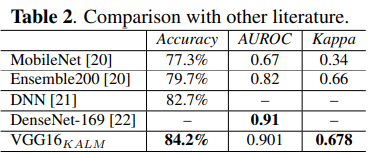 Table 2. Comparison with other literature.
Accuracy AUROC Kappa
MobileNet [20] 77.3% 0.67 0.34
Ensemble200 [20] 79.7% 0.82 0.66
DNN [21] 82.7% – –
DenseNet-169 [22] – 0.91 –
VGG16KALM 84.2% 0.901 0.678